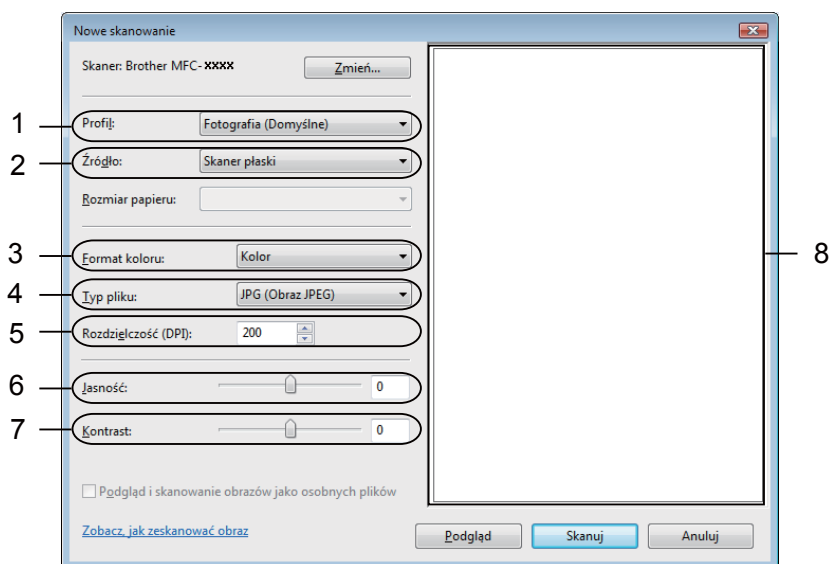 Nowe skanowanie
Skaner: Brother MFC-XXXX Zmień...
1 Profil: Fotografia (Domyślne)
2 Źródło: Skaner płaski
Rozmiar papieru:
3 Format koloru: Kolor
8
4 Typ pliku: JPG (Obraz JPEG)
5 Rozdzielczość (DPI): 200
6 Jasność: 0
7 Kontrast: 0
Podgląd i skanowanie obrazów jako osobnych plików
Zobacz, jak zeskanować obraz
Podgląd Skanuj Anuluj